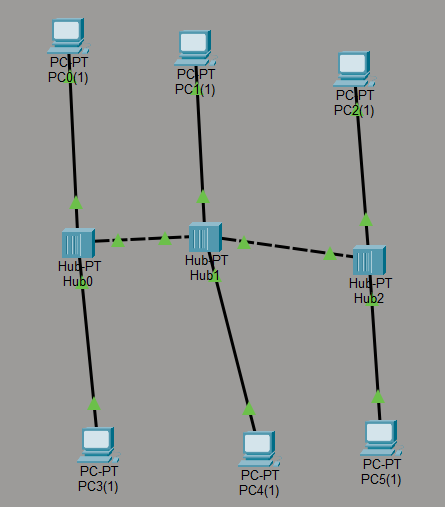 PC-PT
PC0(1)
PC-PT
PC1(1)
PC-PT
PC2(1)
Hub-PT
Hub0
Hub-PT
Hub1
Hub-PT
Hub2
PC-PT
PC3(1)
PC-PT
PC4(1)
PC-PT
PC5(1)